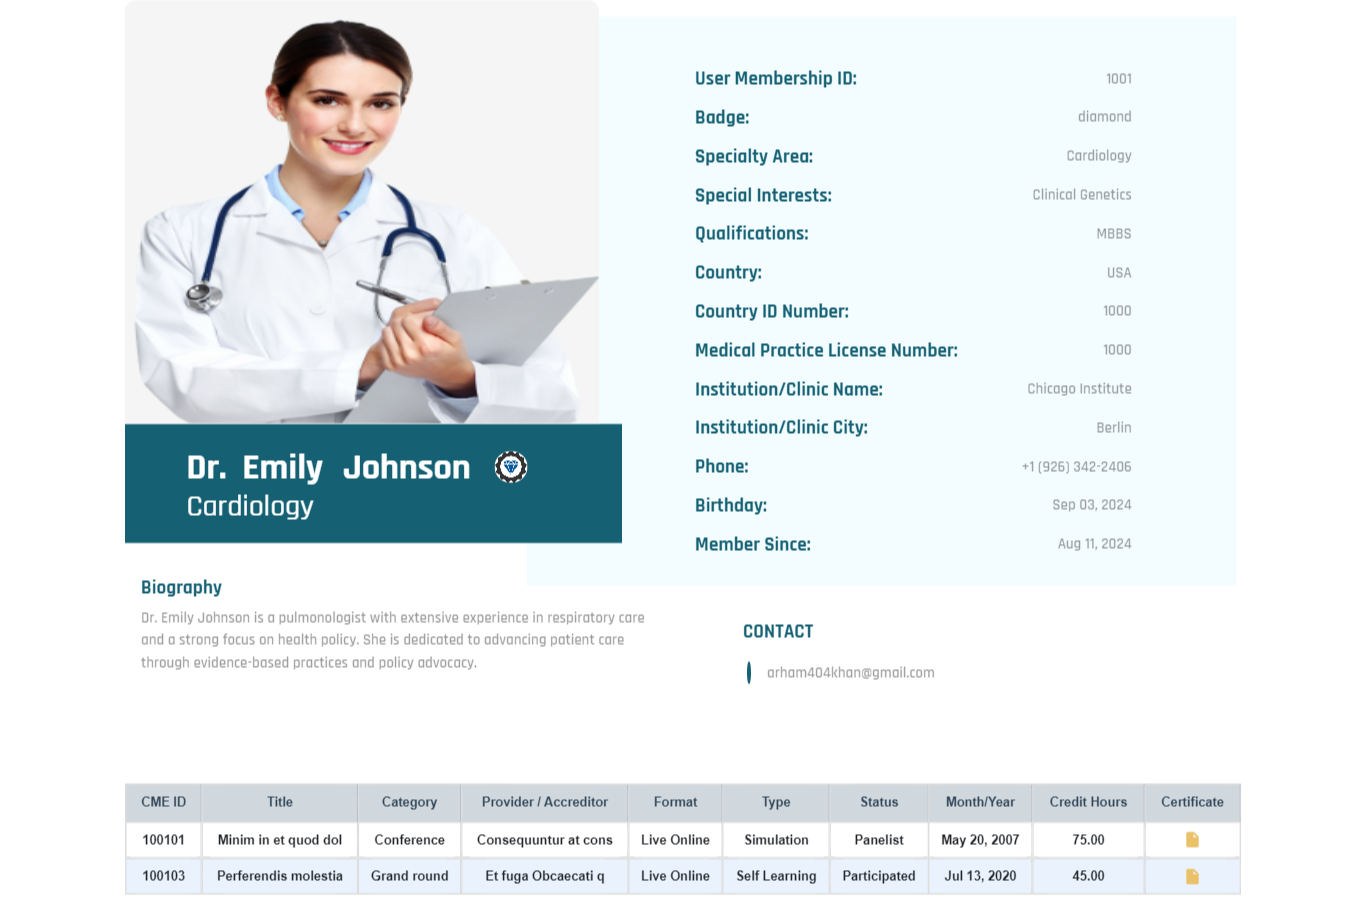 User Membership ID: 1001
Badge: diamond
Specialty Area: Cardiology
Special Interests: Clinical Genetics
Qualifications: MBBS
Country: USA
Country ID Number: 1000
Medical Practice License Number: 1000
Institution/Clinic Name: Chicago Institute
Institution/Clinic City: Berlin
Phone: +1 (926) 342-2406
Birthday: Sep 03, 2024
Member Since: Aug 11, 2024
Dr. Emily Johnson
Cardiology
Biography
Dr. Emily Johnson is a pulmonologist with extensive experience in respiratory care
and a strong focus on health policy. She is dedicated to advancing patient care
through evidence-based practices and policy advocacy.
CONTACT
arham404khan@gmail.com
CME ID Title Category Provider / Accreditor Format Type Status Month/Year Credit Hours Certificate
100101 Minim in et quod dol Conference Consequuntur at cons Live Online Simulation Panelist May 20, 2007 75.00
100103 Perferendis molestia Grand round Et fuga Obcaecati q Live Online Self Learning Participated Jul 13, 2020 45.00